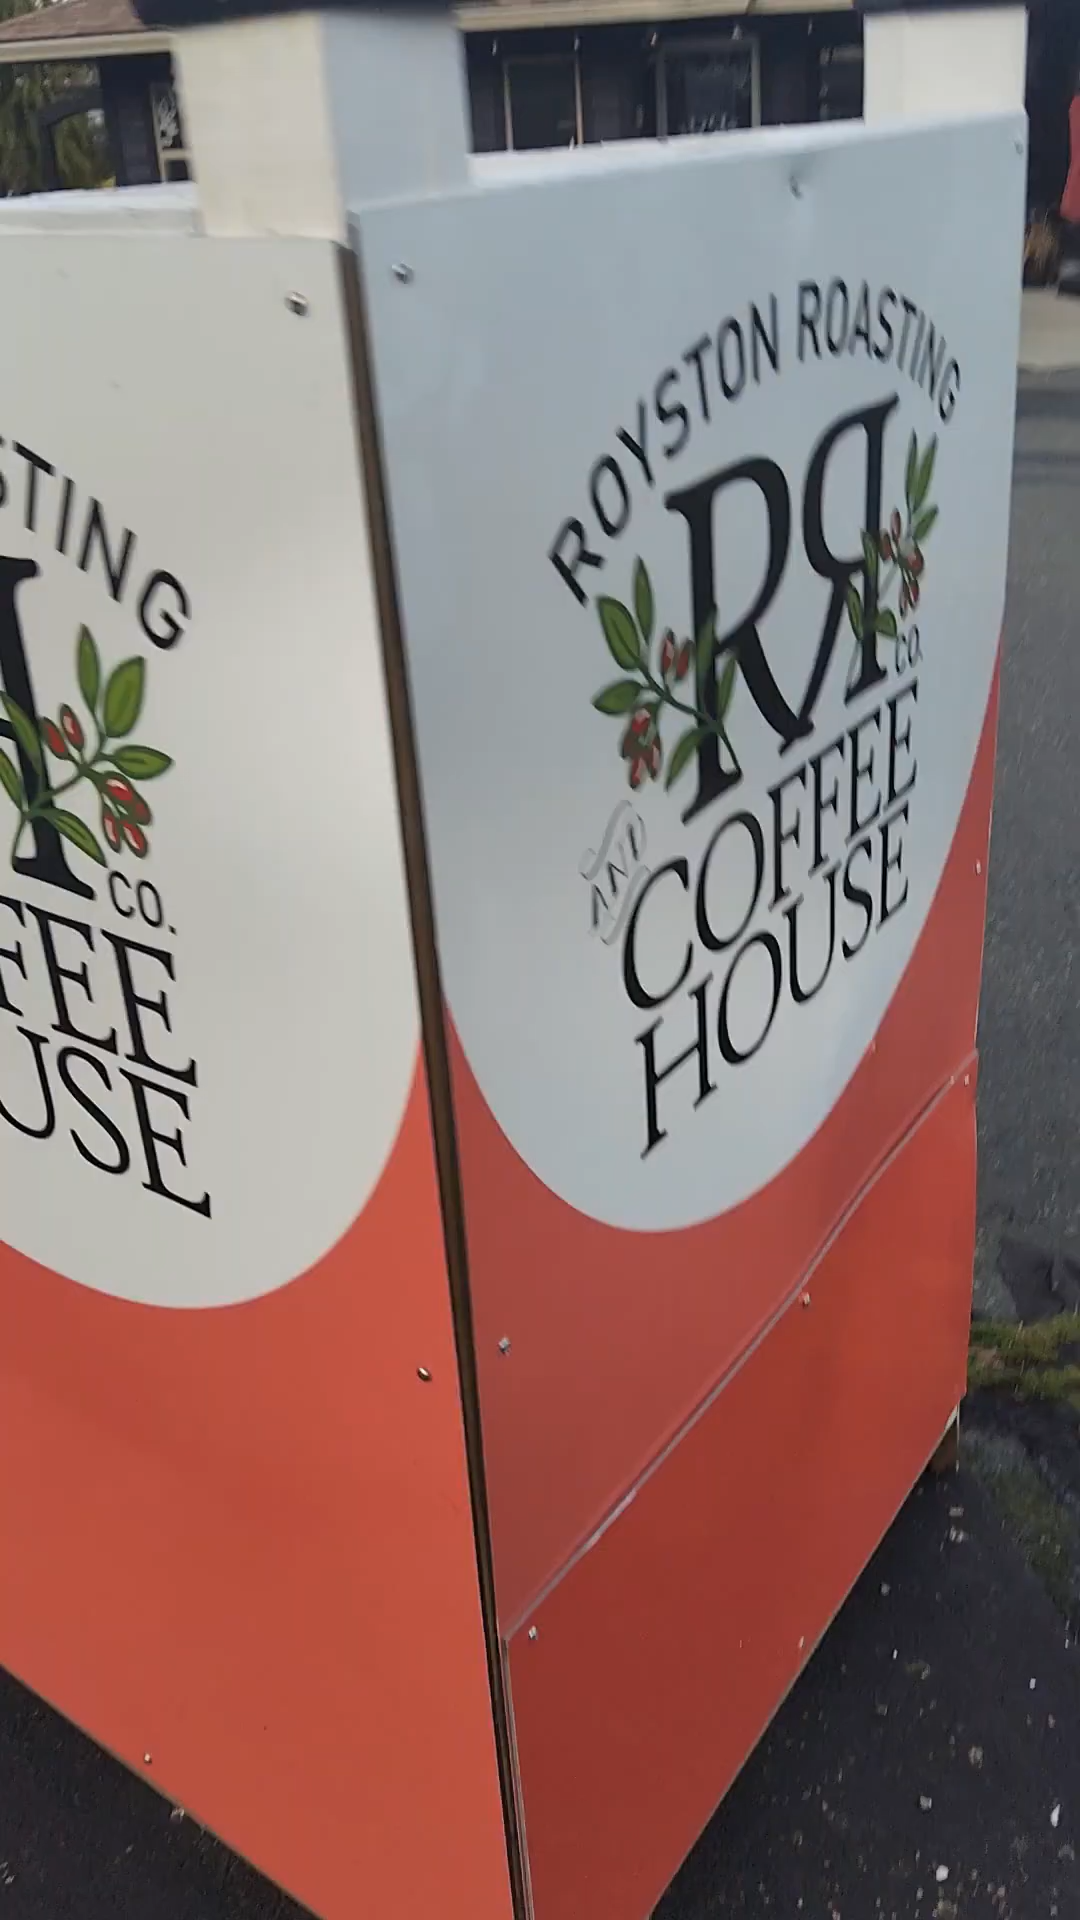 STING
CO.
FEE
USE
ROYSTON ROASTING
RR
CO.
AND
COFFEE
HOUSE